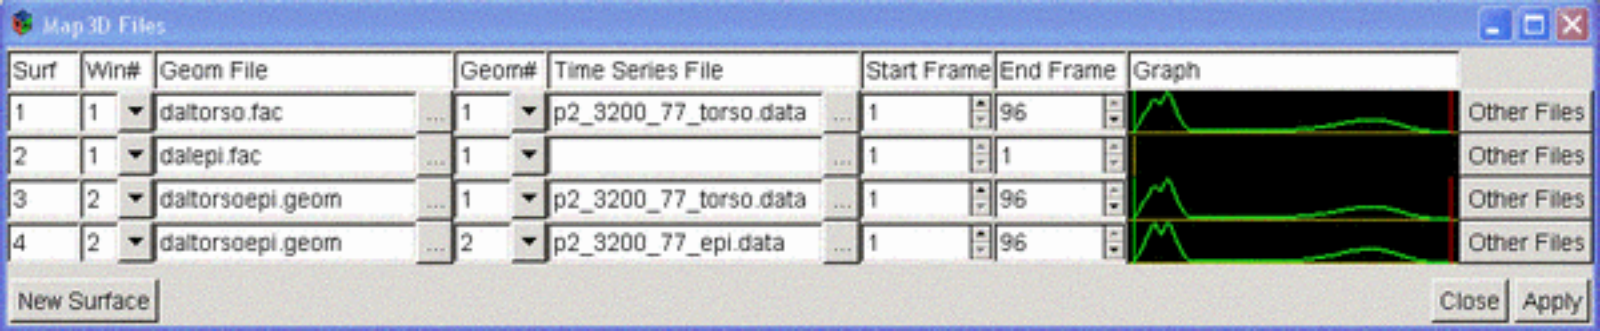 Map3D Files
Surf Win# Geom File Geom# Time Series File Start Frame End Frame Graph
1 1 daltorso.fac ... 1 p2_3200_77_torso.data ... 1 96 Other Files
2 1 dalepi.fac ... 1 ... 1 1 Other Files
3 2 daltorsoepi.geom ... 1 p2_3200_77_torso.data ... 1 96 Other Files
4 2 daltorsoepi.geom ... 2 p2_3200_77_epi.data ... 1 96 Other Files
New Surface Close Apply